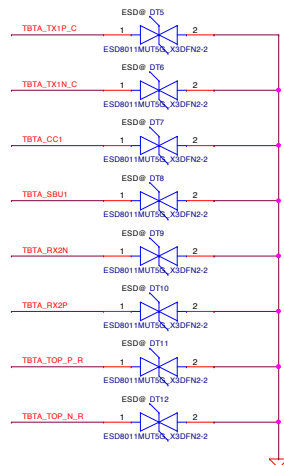 ESD@ DT5
TBTA_TX1P_C 1 2
ESD8011MUT5G_X3DFN2-2
ESD@ DT6
TBTA_TX1N_C 1 2
ESD8011MUT5G_X3DFN2-2
ESD@ DT7
TBTA_CC1 1 2
ESD8011MUT5G_X3DFN2-2
ESD@ DT8
TBTA_SBU1 1 2
ESD8011MUT5G_X3DFN2-2
ESD@ DT9
TBTA_RX2N 1 2
ESD8011MUT5G_X3DFN2-2
ESD@ DT10
TBTA_RX2P 1 2
ESD8011MUT5G_X3DFN2-2
ESD@ DT11
TBTA_TOP_P_R 1 2
ESD8011MUT5G_X3DFN2-2
ESD@ DT12
TBTA_TOP_N_R 1 2
ESD8011MUT5G_X3DFN2-2